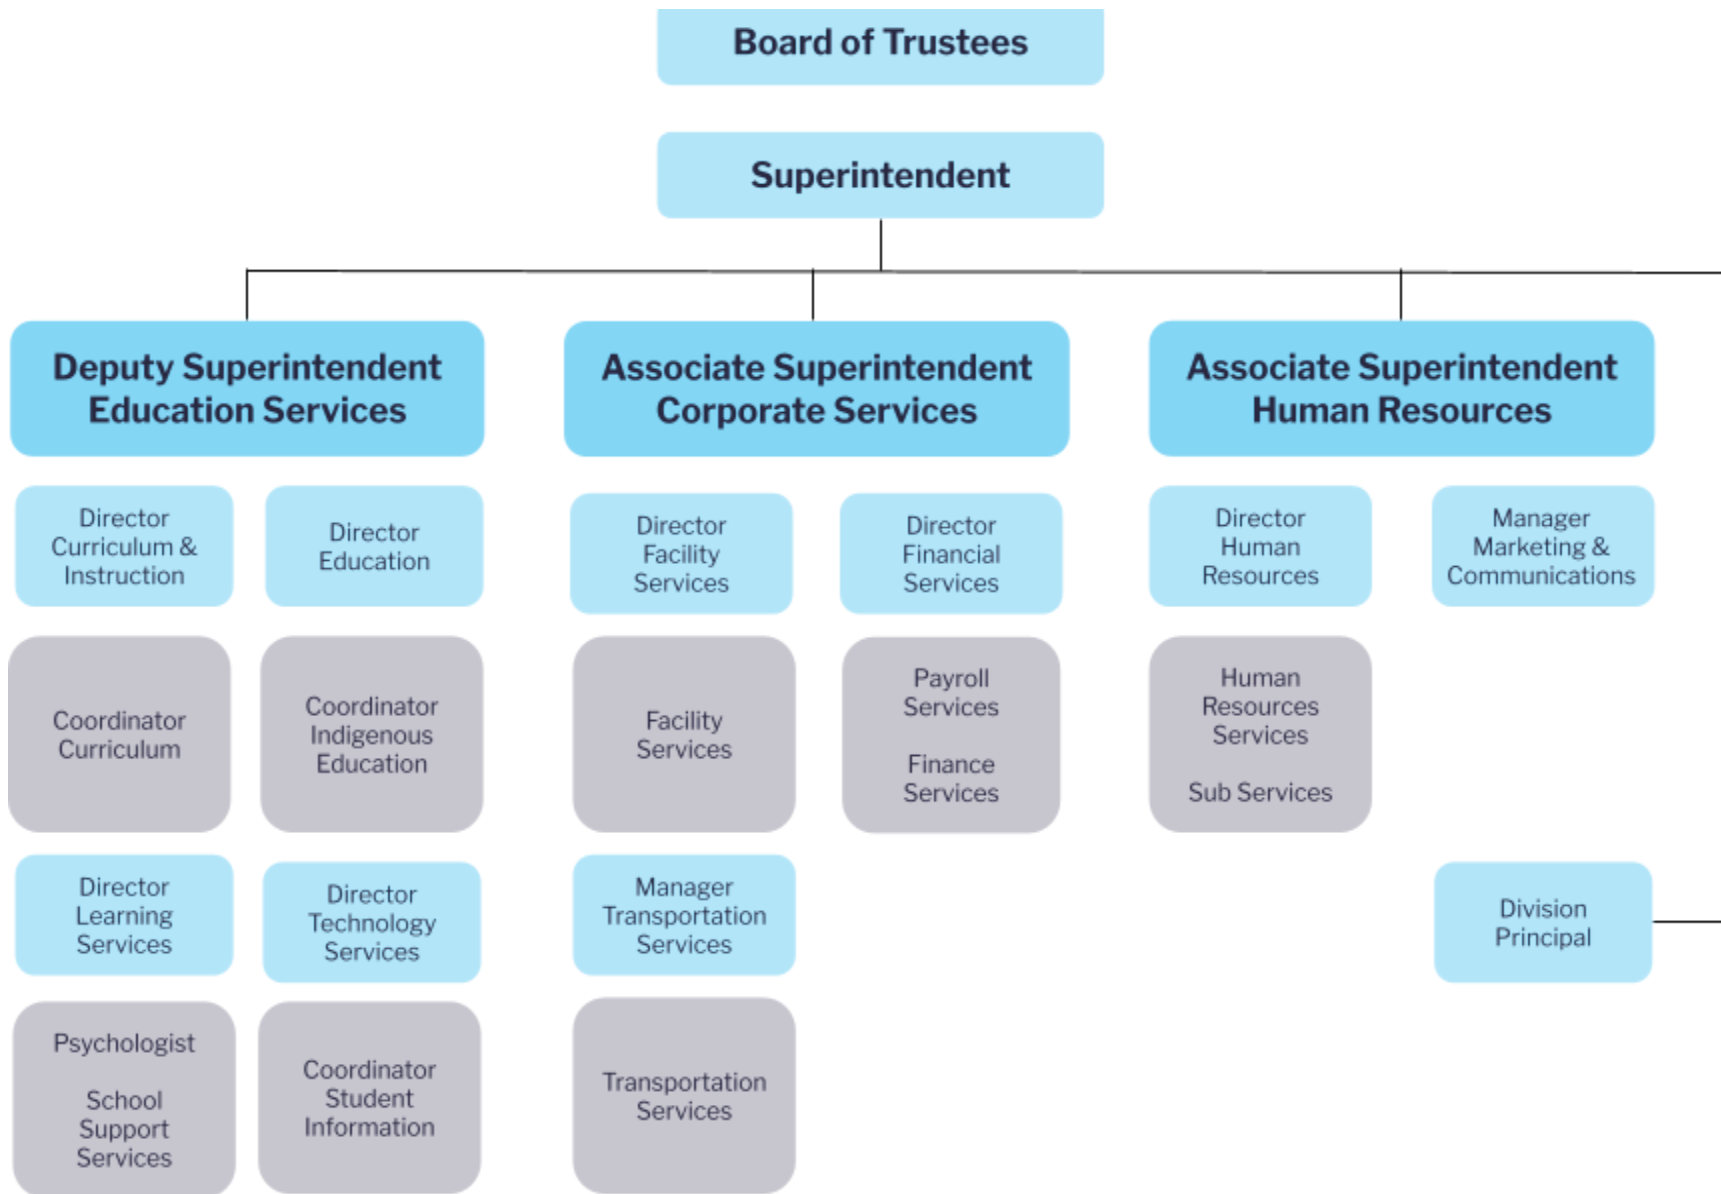 Board of Trustees
Superintendent
Deputy Superintendent
Education Services
Associate Superintendent
Corporate Services
Associate Superintendent
Human Resources
Director
Curriculum &
Instruction
Director
Education
Director
Facility
Services
Director
Financial
Services
Director
Human
Resources
Manager
Marketing &
Communications
Coordinator
Curriculum
Coordinator
Indigenous
Education
Facility
Services
Payroll
Services
Finance
Services
Human
Resources
Services
Sub Services
Director
Learning
Services
Director
Technology
Services
Manager
Transportation
Services
Division
Principal
Psychologist
School
Support
Services
Coordinator
Student
Information
Transportation
Services